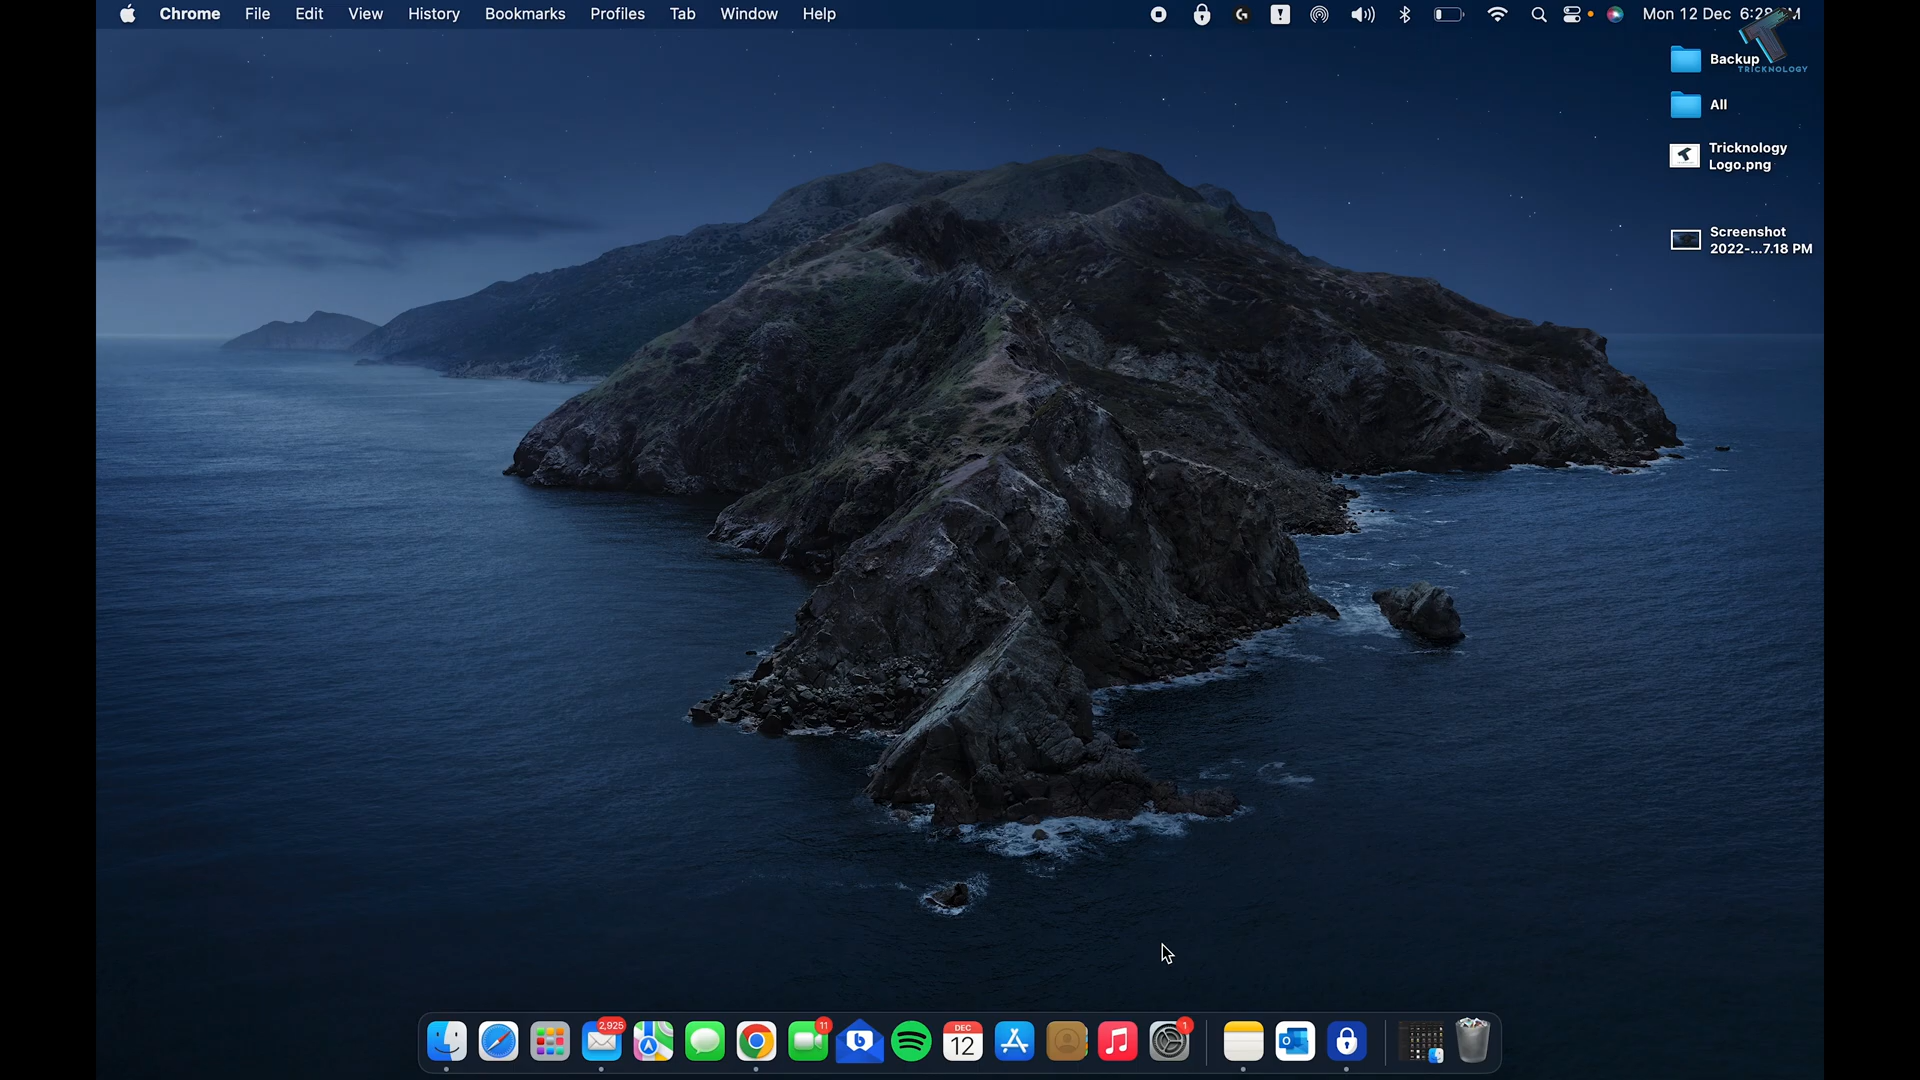 Chrome File Edit View History Bookmarks Profiles Tab Window Help Mon 12 Dec
Backup
TRICKNOLOGY
All
Tricknology
Logo.png
Screenshot
2022-...7.18 PM
2,925
11
DEC
12
1